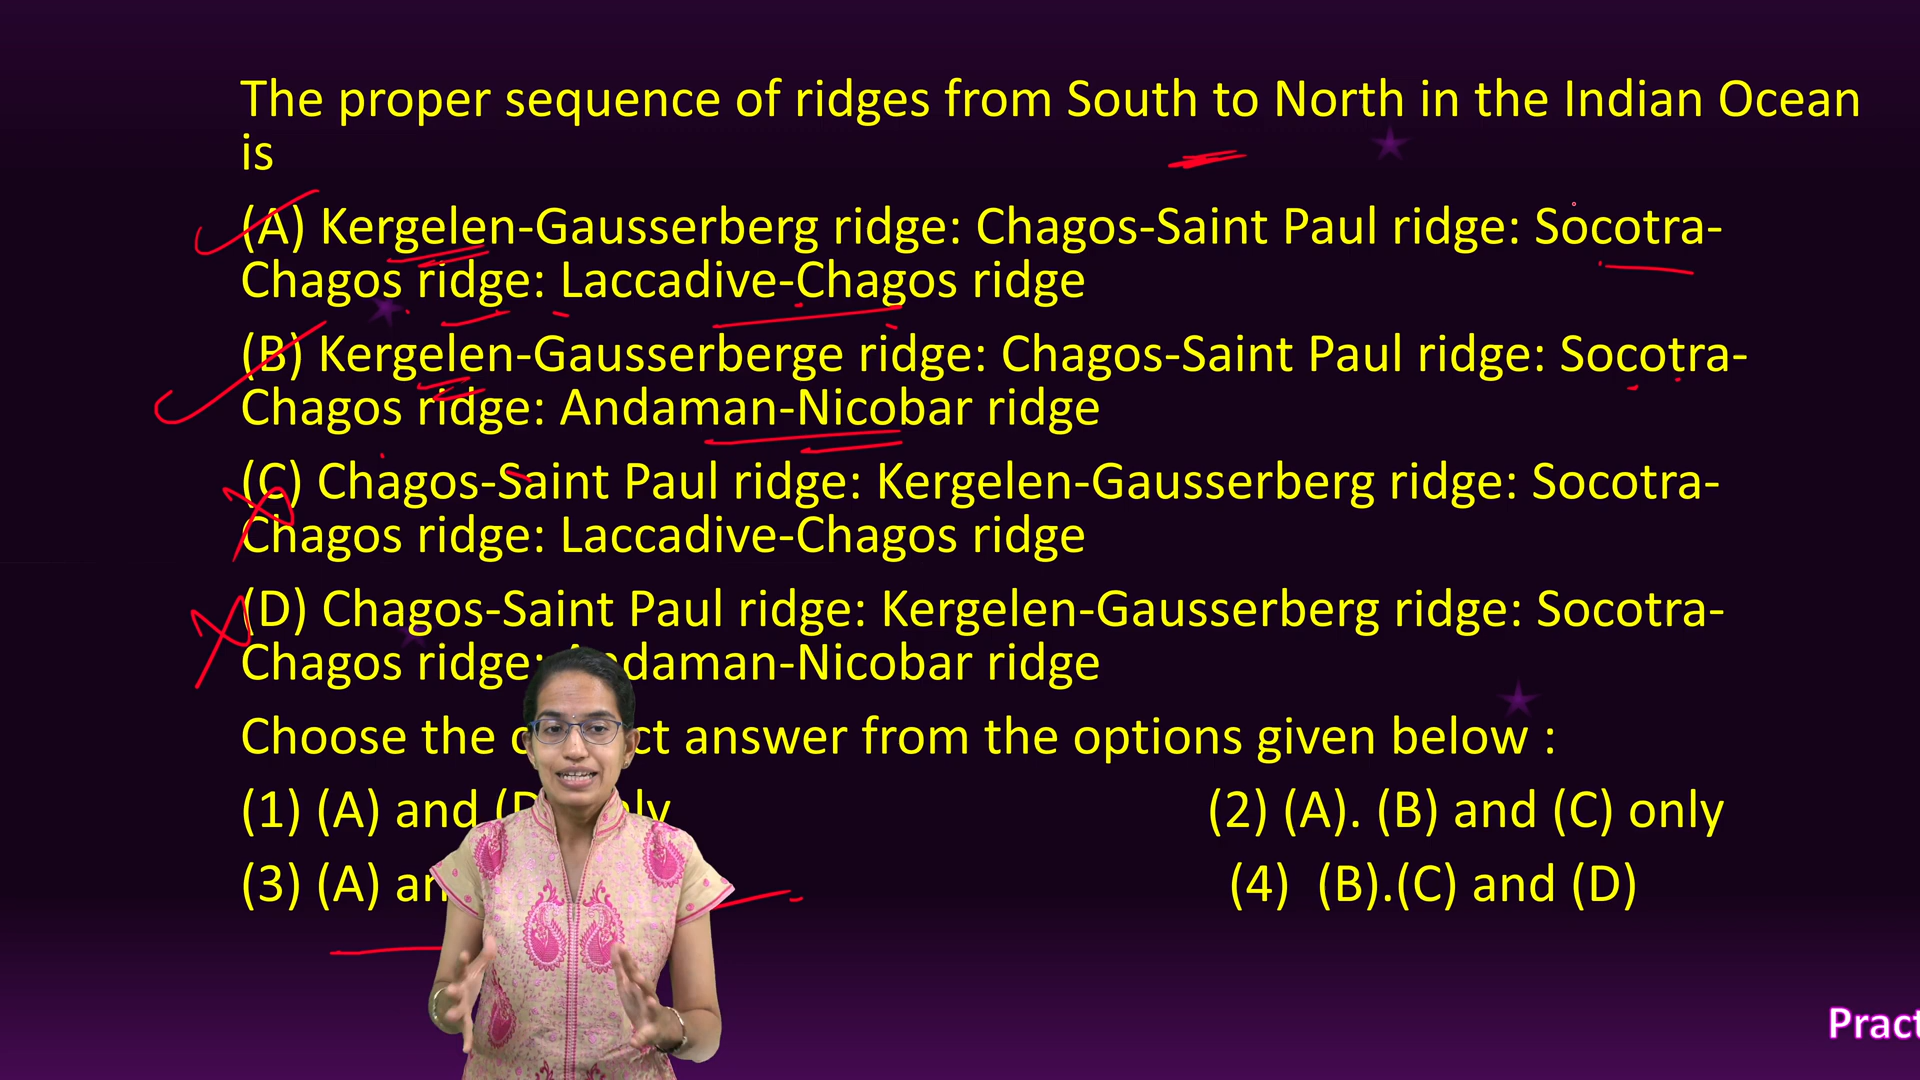 The proper sequence of ridges from South to North in the Indian Ocean
is
(A) Kergelen-Gausserberg ridge: Chagos-Saint Paul ridge: Socotra-
Chagos ridge: Laccadive-Chagos ridge
(B) Kergelen-Gausserberge ridge: Chagos-Saint Paul ridge: Socotra-
Chagos ridge: Andaman-Nicobar ridge
(C) Chagos-Saint Paul ridge: Kergelen-Gausserberg ridge: Socotra-
Chagos ridge: Laccadive-Chagos ridge
(D) Chagos-Saint Paul ridge: Kergelen-Gausserberg ridge: Socotra-
Chagos ridge: Andaman-Nicobar ridge
Choose the correct answer from the options given below :
(1) (A) and (2) (A). (B) and (C) only
(3) (A) (4) (B).(C) and (D)